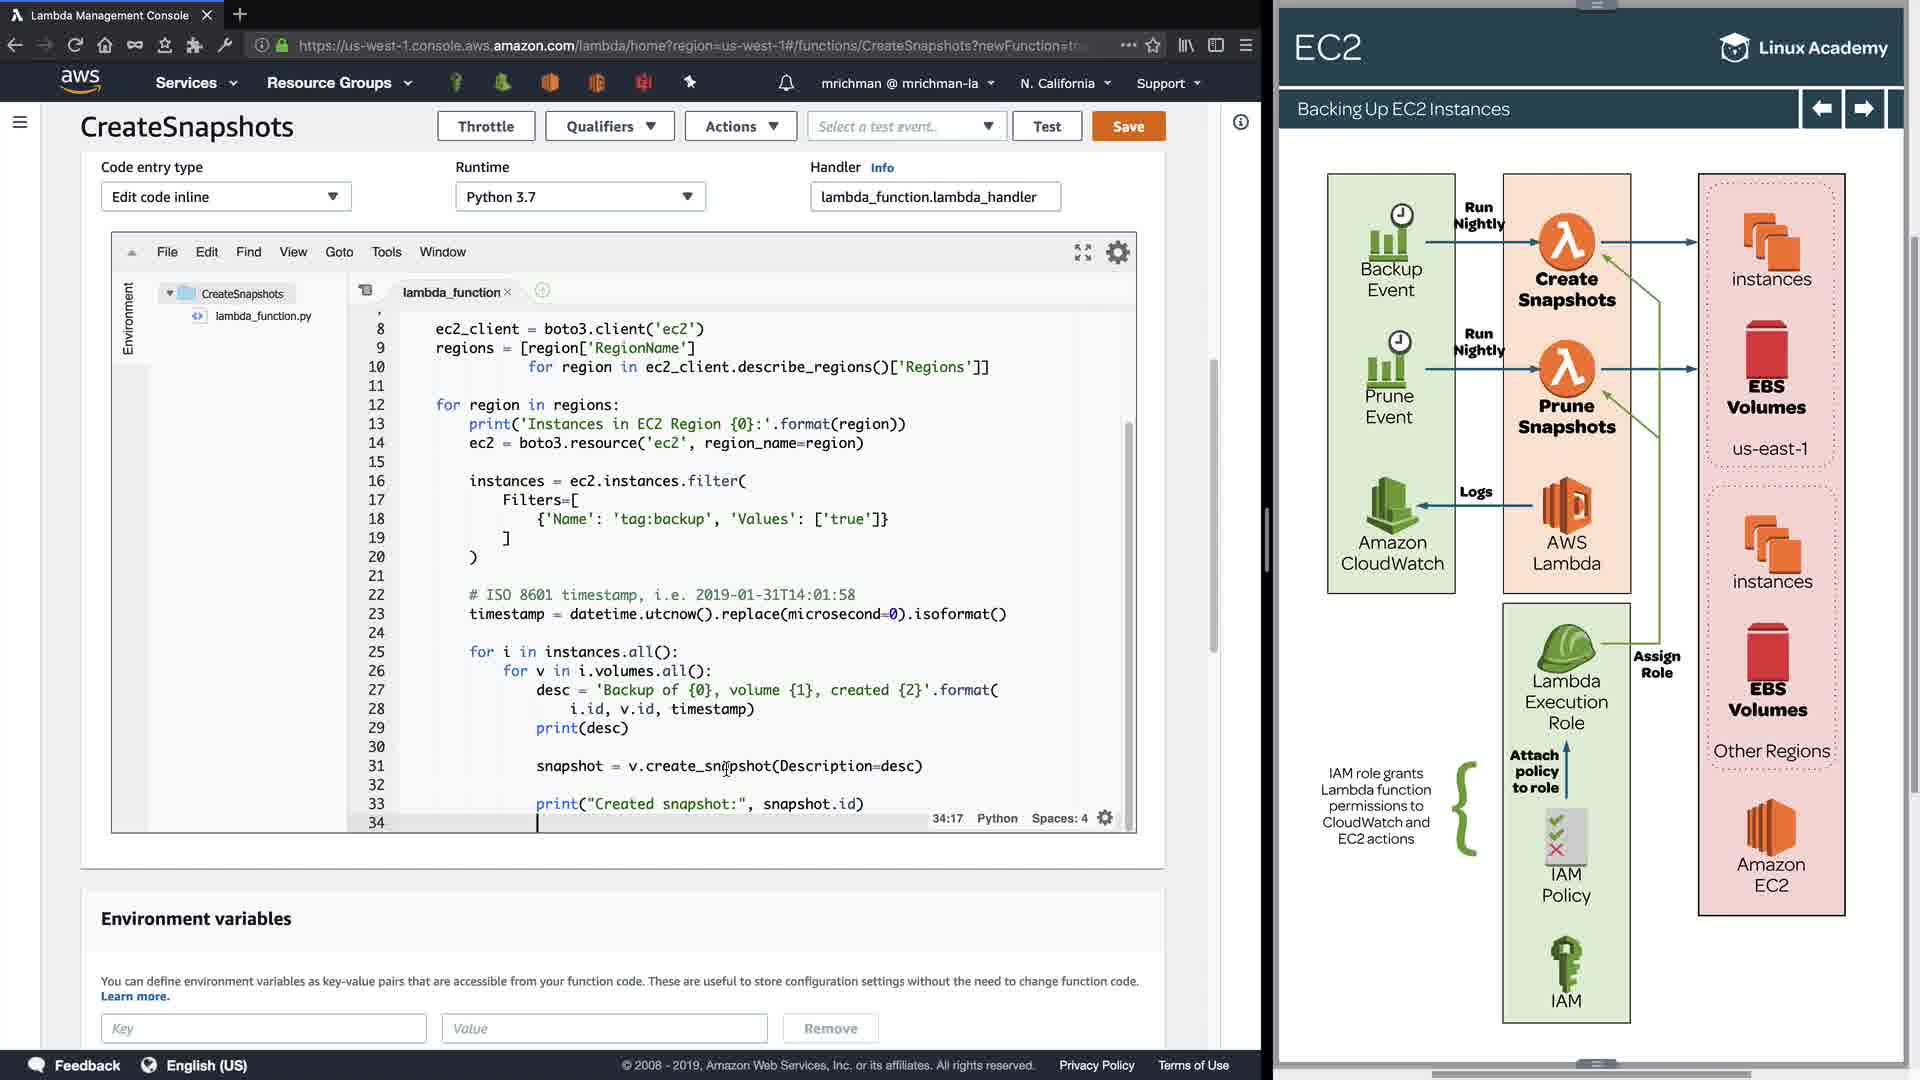 Lambda Management Console
https://us-west-1.console.aws.amazon.com/lambda/home?region=us-west-1#/functions/CreateSnapshots?newFunction=tr
aws
Services
Resource Groups
mrichman @ mrichman-la
N. California
Support
CreateSnapshots
Throttle
Qualifiers
Actions
Select a test event..
Test
Save
Code entry type
Runtime
Handler Info
Edit code inline
Python 3.7
lambda_function.lambda_handler
File Edit Find View Goto Tools Window
Environment
CreateSnapshots
lambda_function.py
lambda_function
8 ec2_client = boto3.client('ec2')
9 regions = [region['RegionName']
10 for region in ec2_client.describe_regions()['Regions']]
11
12 for region in regions:
13 print('Instances in EC2 Region {0}:'.format(region))
14 ec2 = boto3.resource('ec2', region_name=region)
15
16 instances = ec2.instances.filter(
17 Filters=[
18 {'Name': 'tag:backup', 'Values': ['true']}
19 ]
20 )
21
22 # ISO 8601 timestamp, i.e. 2019-01-31T14:01:58
23 timestamp = datetime.utcnow().replace(microsecond=0).isoformat()
24
25 for i in instances.all():
26 for v in i.volumes.all():
27 desc = 'Backup of {0}, volume {1}, created {2}'.format(
28 i.id, v.id, timestamp)
29 print(desc)
30
31 snapshot = v.create_snapshot(Description=desc)
32
33 print("Created snapshot:", snapshot.id)
34
34:17 Python Spaces: 4
Environment variables
You can define environment variables as key-value pairs that are accessible from your function code. These are useful to store configuration settings without the need to change function code.
Learn more.
Key
Value
Remove
Feedback
English (US)
© 2008 - 2019, Amazon Web Services, Inc. or its affiliates. All rights reserved.
Privacy Policy
Terms of Use
EC2
Linux Academy
Backing Up EC2 Instances
Backup
Event
Run
Nightly
Create
Snapshots
instances
Prune
Event
Run
Nightly
Prune
Snapshots
EBS
Volumes
us-east-1
Amazon
CloudWatch
Logs
AWS
Lambda
instances
Lambda
Execution
Role
Assign
Role
EBS
Volumes
Other Regions
Attach
policy
to role
IAM role grants
Lambda function
permissions to
CloudWatch and
EC2 actions
IAM
Policy
Amazon
EC2
IAM